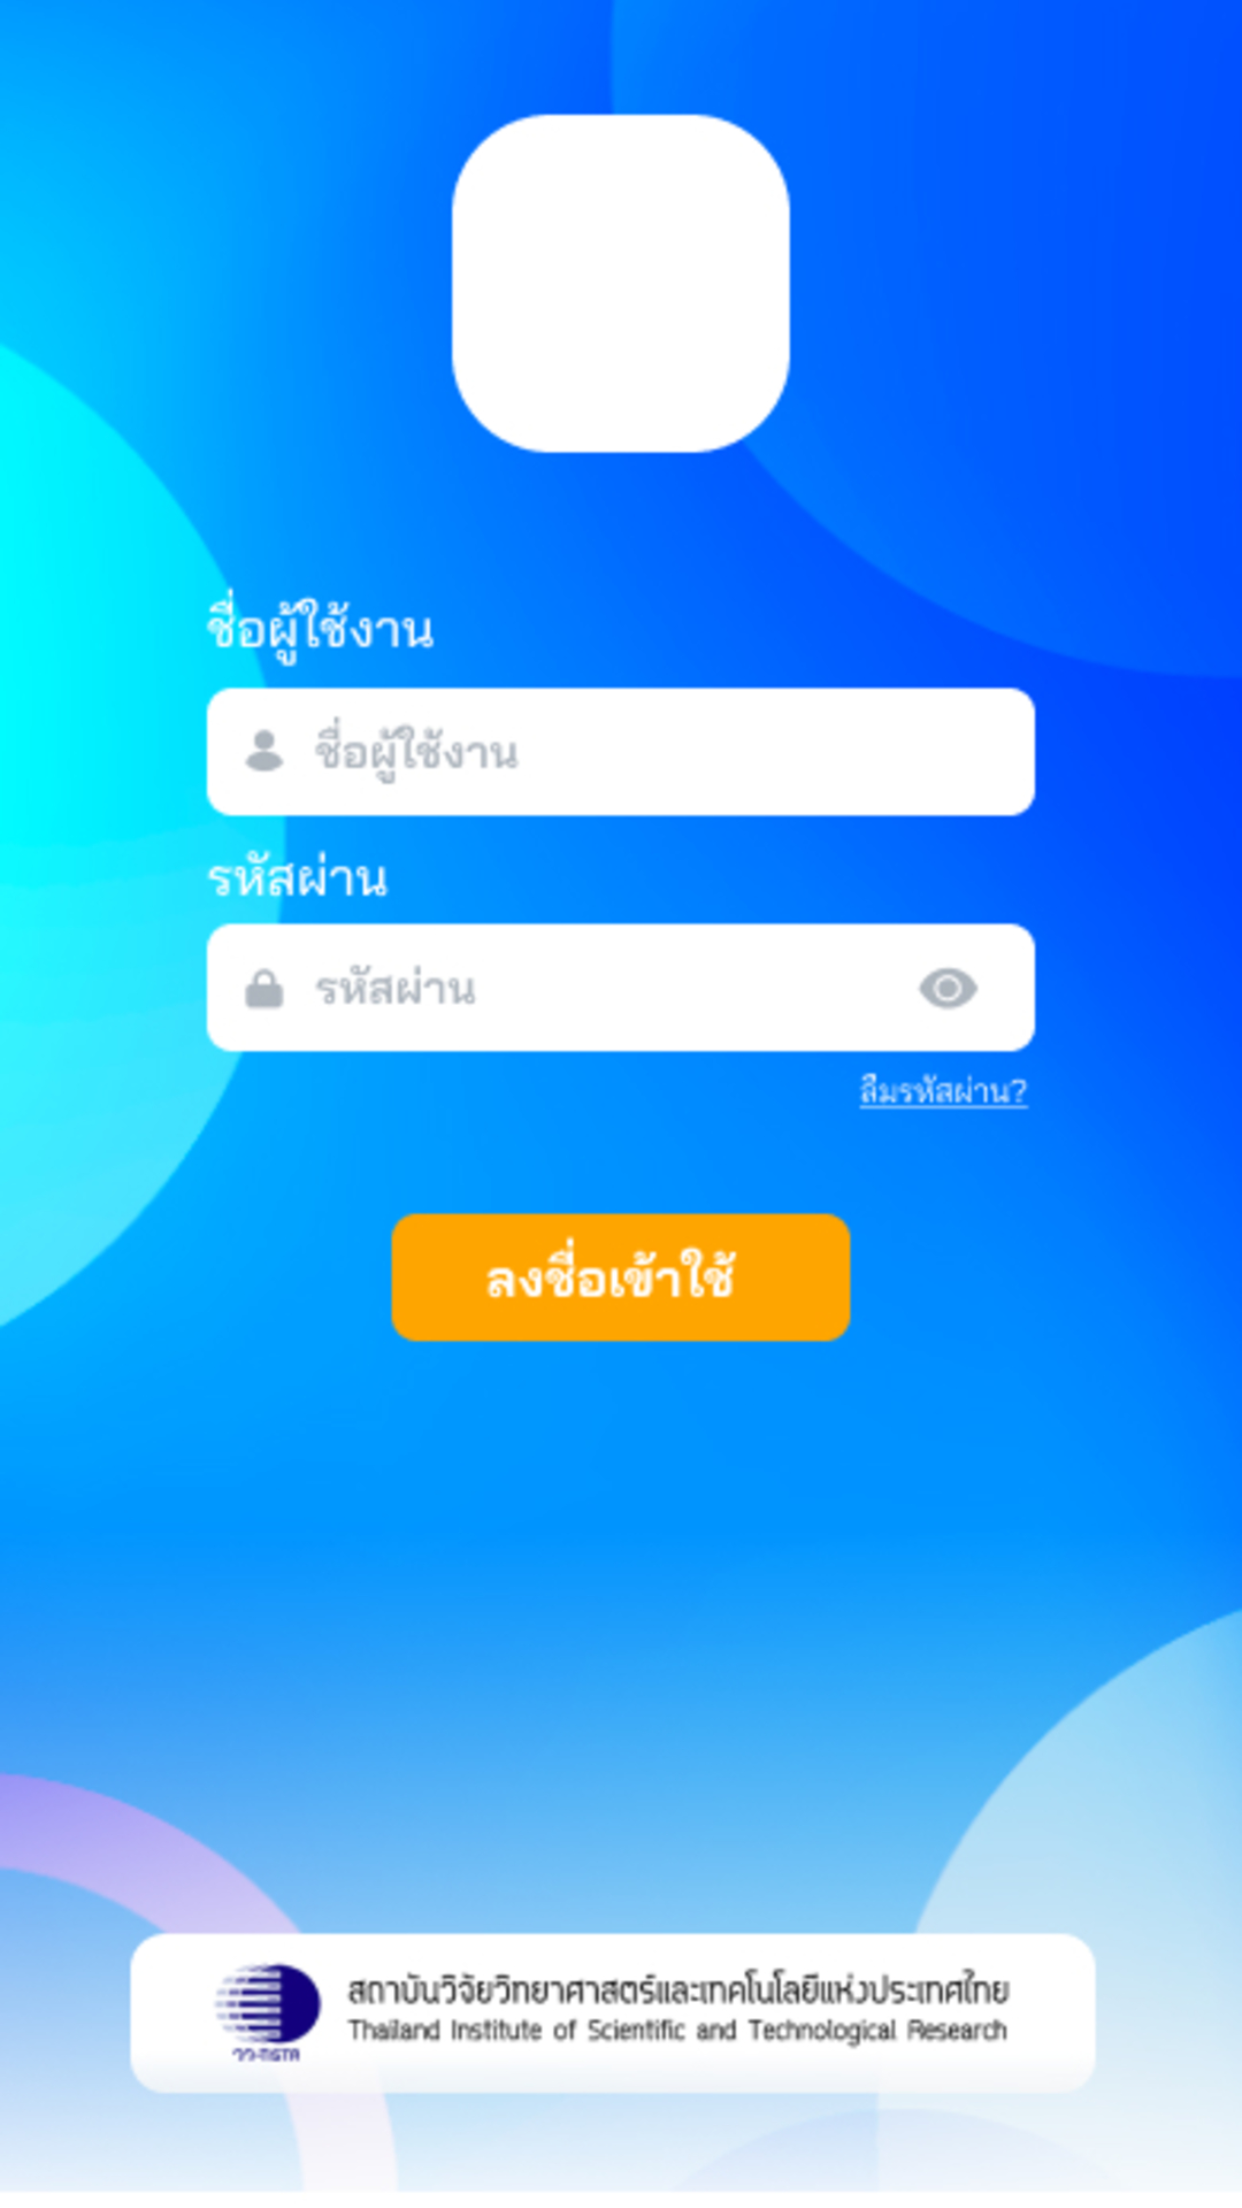 ชื่อผู้ใช้งาน
ชื่อผู้ใช้งาน
รหัสผ่าน
รหัสผ่าน
ลืมรหัสผ่าน?
ลงชื่อเข้าใช้
สถาบันวิจัยวิทยาศาสตร์และเทคโนโลยีแห่งประเทศไทย
Thailand Institute of Scientific and Technological Research
วว-TISTR